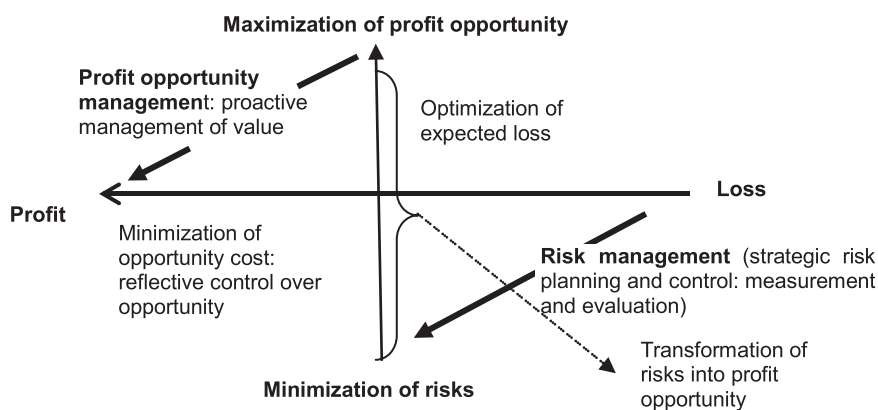 Maximization of profit opportunity
Profit opportunity
management: proactive
management of value
Optimization of
expected loss
Loss
Profit
Minimization of
opportunity cost:
reflective control over
opportunity
Risk management (strategic risk
planning and control: measurement
and evaluation)
Transformation of
risks into profit
opportunity
Minimization of risks